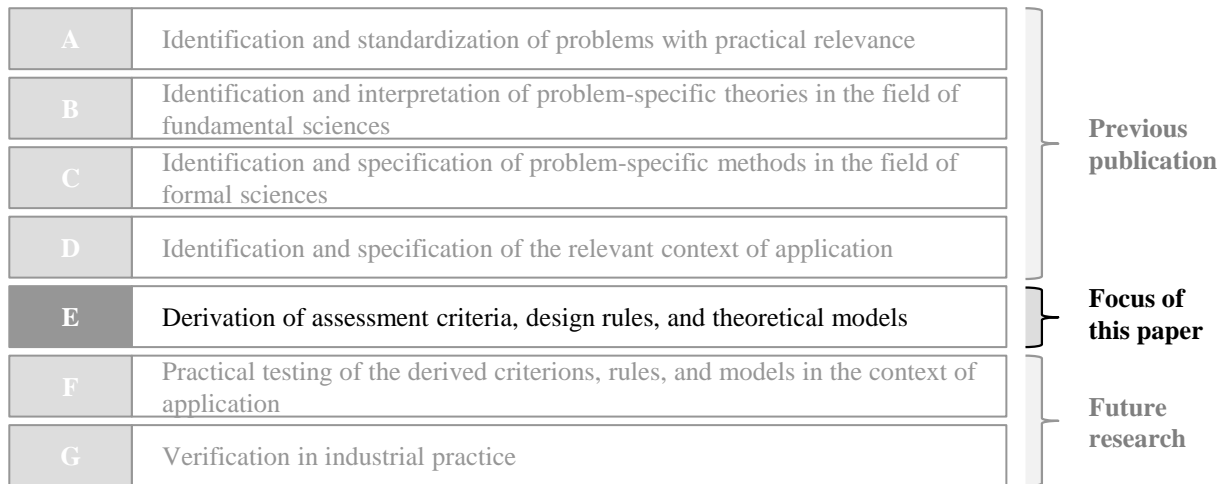 A
Identification and standardization of problems with practical relevance
B
Identification and interpretation of problem-specific theories in the field of
fundamental sciences
C
Identification and specification of problem-specific methods in the field of
formal sciences
D
Identification and specification of the relevant context of application
Previous
publication
E
Derivation of assessment criteria, design rules, and theoretical models
Focus of
this paper
F
Practical testing of the derived criterions, rules, and models in the context of
application
G
Verification in industrial practice
Future
research